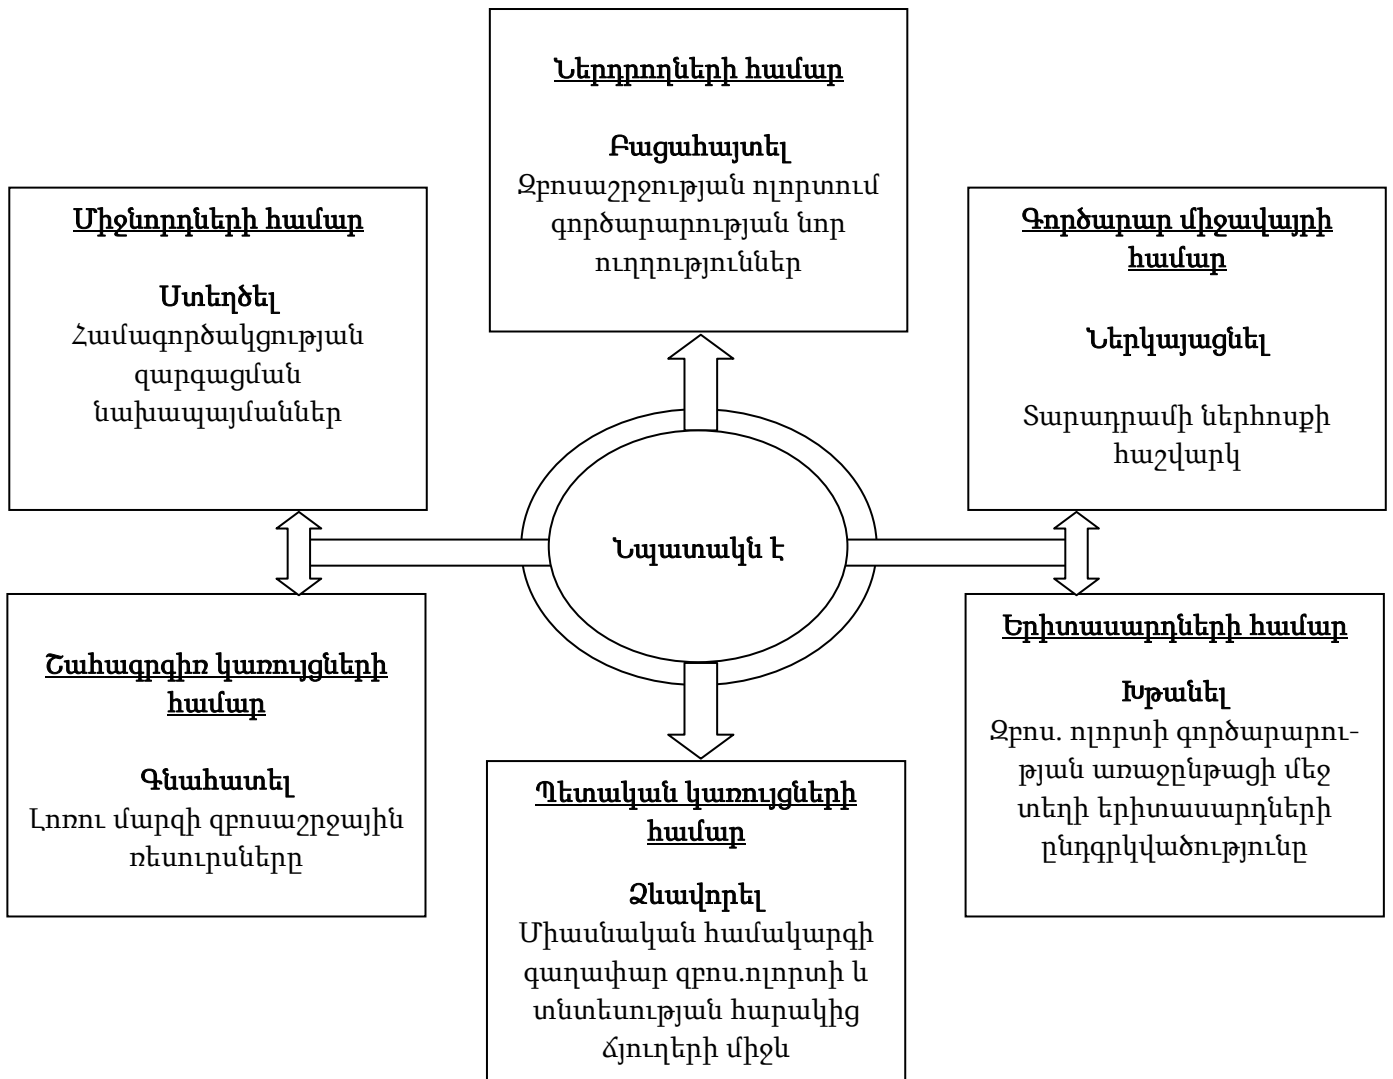 Ներդրողների համար
Բացահայտել
Զբոսաշրջության ոլորտում
գործարարության նոր
ուղղություններ
Միջնորդների համար
Ստեղծել
Համագործակցության
զարգացման
նախապայմաններ
Գործարար միջավայրի
համար
Ներկայացնել
Տարադրամի ներհոսքի
հաշվարկ
Նպատակն է
Շահագրգիռ կառույցների
համար
Գնահատել
Լոռու մարզի զբոսաշրջային
ռեսուրսները
Պետական կառույցների
համար
Ձևավորել
Միասնական համակարգի
գաղափար զբոս.ոլորտի և
տնտեսության հարակից
ճյուղերի միջև
Երիտասարդների համար
Խթանել
Զբոս. ոլորտի գործարարու-
թյան առաջընթացի մեջ
տեղի երիտասարդների
ընդգրկվածությունը